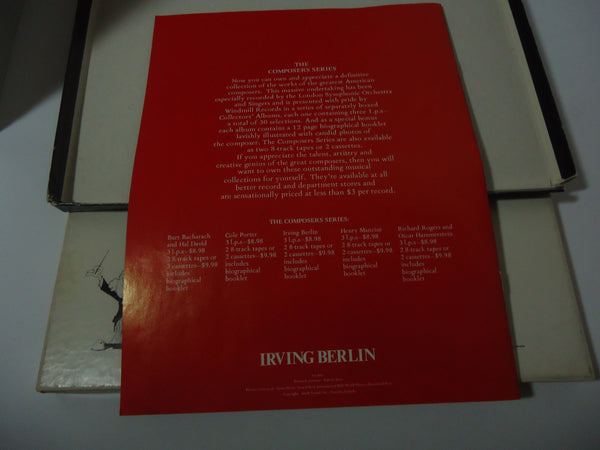 THE
COMPOSERS SERIES
Now you can own and appreciate a definitive
collection of the works of the greatest American
composers. This massive undertaking has been
especially recorded by the London Symphonic Orchestra
and Singers and is presented with pride by
Windmill Records in a series of separately boxed
Collectors' Albums, each one containing three l.p.s—
a total of 30 selections. And as a special bonus
each album contains a 12 page biographical booklet
lavishly illustrated with candid photos of
the composer. The Composers Series are also available
as two 8-track tapes or 2 cassettes.
If you appreciate the talent, artistry and
creative genius of the great composers, then you will
want to own these outstanding musical
collections for yourself. They're available at all
better record and department stores and
are sensationally priced at less than $3 per record.
THE COMPOSERS SERIES:
Burt Bacharach
and Hal David
3 l.p.s—$8.98
2 8-track tapes or
2 cassettes—$9.98
includes
biographical
booklet
Cole Porter
3 l.p.s—$8.98
2 8-track tapes or
2 cassettes—$9.98
includes
biographical
booklet
Irving Berlin
3 l.p.s—$8.98
2 8-track tapes or
2 cassettes—$9.98
includes
biographical
booklet
Henry Mancini
3 l.p.s—$8.98
2 8-track tapes or
2 cassettes—$9.98
includes
biographical
booklet
Richard Rogers and
Oscar Hammerstein
3 l.p.s—$8.98
2 8-track tapes or
2 cassettes—$9.98
includes
biographical
booklet
IRVING BERLIN